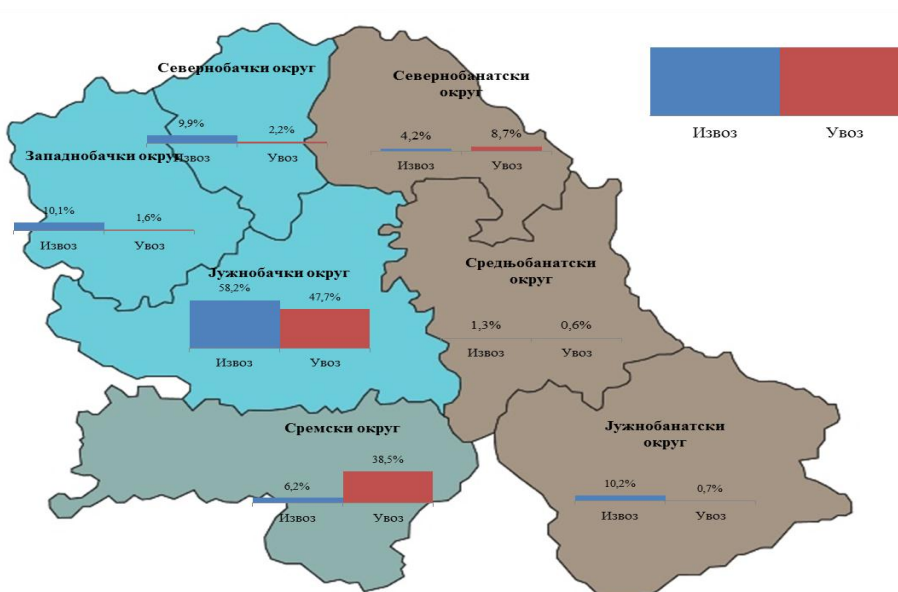 Севернобачки округ
9,9%
2,2%
Извоз
Увоз
Севернобанатски
округ
4,2%
8,7%
Извоз
Увоз
Извоз
Увоз
Западнобачки округ
10,1%
1,6%
Извоз
Увоз
Јужнобачки округ
58,2%
47,7%
Извоз
Увоз
Средњобанатски
округ
1,3%
0,6%
Извоз
Увоз
Сремски округ
6,2%
38,5%
Извоз
Увоз
Јужнобанатски
округ
10,2%
0,7%
Извоз
Увоз